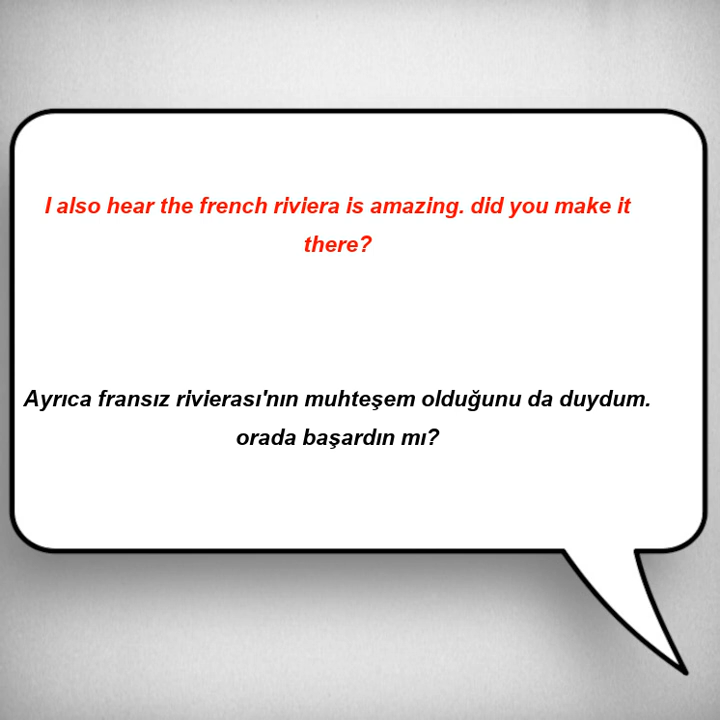 I also hear the french riviera is amazing. did you make it
there?
Ayrıca fransız rivierası'nın muhteşem olduğunu da duydum.
orada başardın mı?